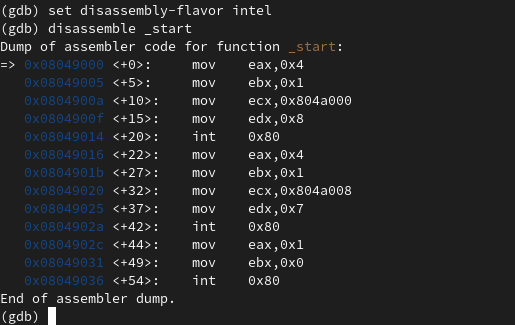 (gdb) set disassembly-flavor intel
(gdb) disassemble _start
Dump of assembler code for function _start:
=> 0x08049000 <+0>:     mov    eax,0x4
   0x08049005 <+5>:     mov    ebx,0x1
   0x0804900a <+10>:    mov    ecx,0x804a000
   0x0804900f <+15>:    mov    edx,0x8
   0x08049014 <+20>:    int    0x80
   0x08049016 <+22>:    mov    eax,0x4
   0x0804901b <+27>:    mov    ebx,0x1
   0x08049020 <+32>:    mov    ecx,0x804a008
   0x08049025 <+37>:    mov    edx,0x7
   0x0804902a <+42>:    int    0x80
   0x0804902c <+44>:    mov    eax,0x1
   0x08049031 <+49>:    mov    ebx,0x0
   0x08049036 <+54>:    int    0x80
End of assembler dump.
(gdb)